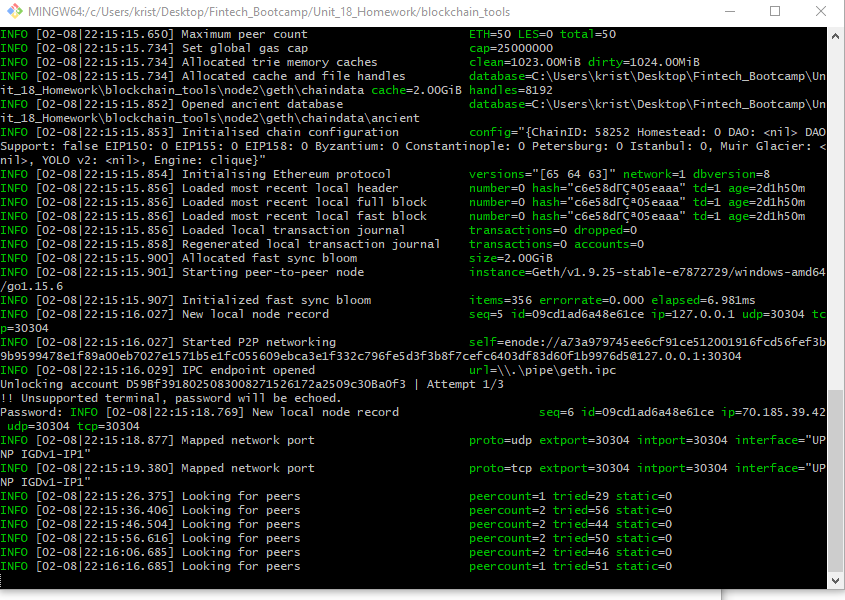 MINGW64:/c/Users/krist/Desktop/Fintech_Bootcamp/Unit_18_Homework/blockchain_tools
INFO [02-08|22:15:15.650] Maximum peer count ETH=50 LES=0 total=50
INFO [02-08|22:15:15.734] Set global gas cap cap=25000000
INFO [02-08|22:15:15.734] Allocated trie memory caches clean=1023.00MiB dirty=1024.00MiB
INFO [02-08|22:15:15.734] Allocated cache and file handles database=C:\Users\krist\Desktop\Fintech_Bootcamp\Un
it_18_Homework\blockchain_tools\node2\geth\chaindata cache=2.00GiB handles=8192
INFO [02-08|22:15:15.852] Opened ancient database database=C:\Users\krist\Desktop\Fintech_Bootcamp\Un
it_18_Homework\blockchain_tools\node2\geth\chaindata\ancient
INFO [02-08|22:15:15.853] Initialised chain configuration config="{ChainID: 58252 Homestead: 0 DAO: <nil> DAO
Support: false EIP150: 0 EIP155: 0 EIP158: 0 Byzantium: 0 Constantinople: 0 Petersburg: 0 Istanbul: 0, Muir Glacier: <
nil>, YOLO v2: <nil>, Engine: clique}"
INFO [02-08|22:15:15.854] Initialising Ethereum protocol versions="[65 64 63]" network=1 dbversion=8
INFO [02-08|22:15:15.856] Loaded most recent local header number=0 hash="c6e58dΓÇª05eaaa" td=1 age=2d1h50m
INFO [02-08|22:15:15.856] Loaded most recent local full block number=0 hash="c6e58dΓÇª05eaaa" td=1 age=2d1h50m
INFO [02-08|22:15:15.856] Loaded most recent local fast block number=0 hash="c6e58dΓÇª05eaaa" td=1 age=2d1h50m
INFO [02-08|22:15:15.856] Loaded local transaction journal transactions=0 dropped=0
INFO [02-08|22:15:15.858] Regenerated local transaction journal transactions=0 accounts=0
INFO [02-08|22:15:15.900] Allocated fast sync bloom size=2.00GiB
INFO [02-08|22:15:15.901] Starting peer-to-peer node instance=Geth/v1.9.25-stable-e7872729/windows-amd64
/go1.15.6
INFO [02-08|22:15:15.907] Initialized fast sync bloom items=356 errorrate=0.000 elapsed=6.981ms
INFO [02-08|22:15:16.027] New local node record seq=5 id=09cd1ad6a48e61ce ip=127.0.0.1 udp=30304 tc
p=30304
INFO [02-08|22:15:16.027] Started P2P networking self=enode://a73a979745ee6cf91ce512001916fcd56fef3b
9b9599478e1f89a00eb7027e1571b5e1fc055609ebca3e1f332c796fe5d3f3b8f7cefc6403df83d60f1b9976d5@127.0.0.1:30304
INFO [02-08|22:15:16.029] IPC endpoint opened url=\\.\pipe\geth.ipc
Unlocking account D59Bf3918025083008271526172a2509c30Ba0f3 | Attempt 1/3
!! Unsupported terminal, password will be echoed.
Password: INFO [02-08|22:15:18.769] New local node record seq=6 id=09cd1ad6a48e61ce ip=70.185.39.42
udp=30304 tcp=30304
INFO [02-08|22:15:18.877] Mapped network port proto=udp extport=30304 intport=30304 interface="UP
NP IGDv1-IP1"
INFO [02-08|22:15:19.380] Mapped network port proto=tcp extport=30304 intport=30304 interface="UP
NP IGDv1-IP1"
INFO [02-08|22:15:26.375] Looking for peers peercount=1 tried=29 static=0
INFO [02-08|22:15:36.406] Looking for peers peercount=2 tried=56 static=0
INFO [02-08|22:15:46.504] Looking for peers peercount=2 tried=44 static=0
INFO [02-08|22:15:56.616] Looking for peers peercount=2 tried=50 static=0
INFO [02-08|22:16:06.685] Looking for peers peercount=2 tried=46 static=0
INFO [02-08|22:16:16.685] Looking for peers peercount=1 tried=51 static=0